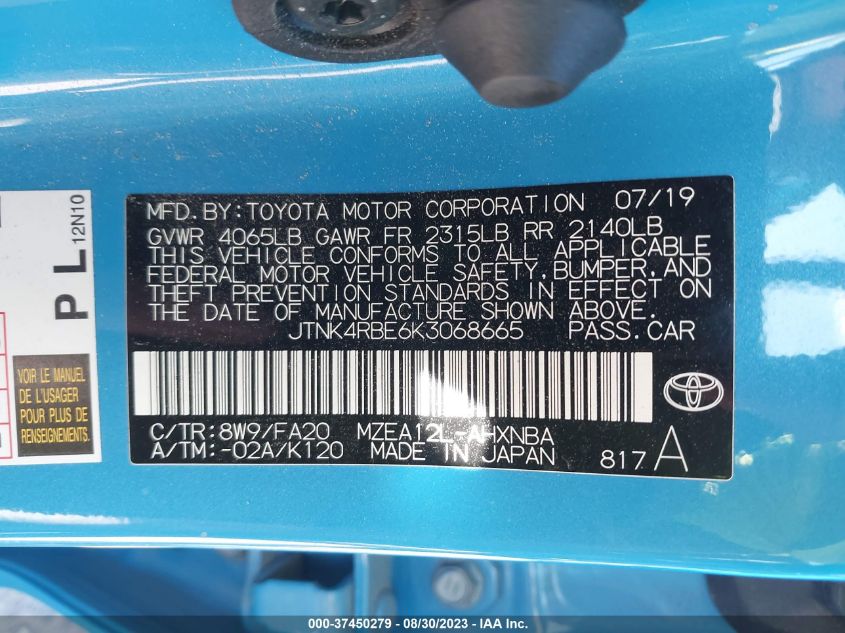 MFD. BY: TOYOTA MOTOR CORPORATION 07/19
GVWR 4065LB GAWR FR 2315LB RR 2140LB
THIS VEHICLE CONFORMS TO ALL APPLICABLE
FEDERAL MOTOR VEHICLE SAFETY, BUMPER, AND
THEFT PREVENTION STANDARDS IN EFFECT ON
THE DATE OF MANUFACTURE SHOWN ABOVE.
JTNK4RBE6K3068665 PASS. CAR
C/TR: 8W9/FA20 MZEA12L-AHXNBA
A/TM: -02A/K120 MADE IN JAPAN 817 A
P L 12N10
VOIR LE MANUEL
DE L'USAGER
POUR PLUS DE
RENSEIGNEMENTS.
000-37450279 - 08/30/2023 - IAA Inc.